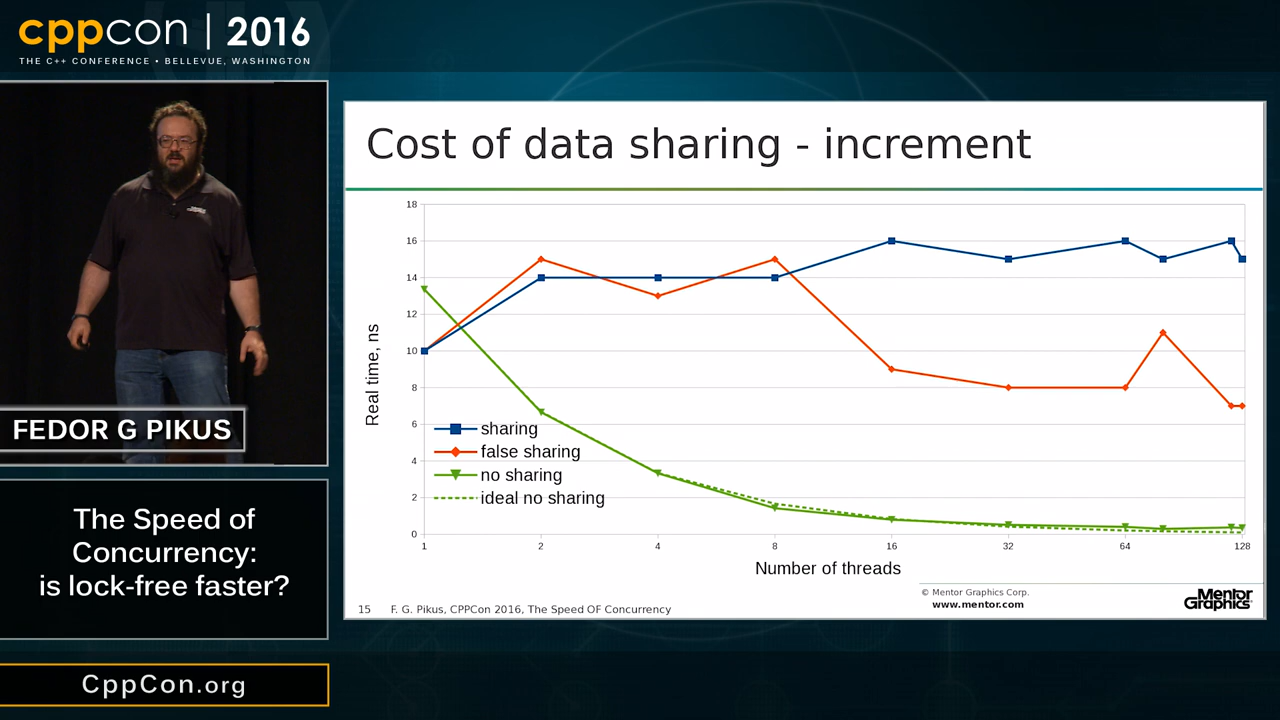 cppcon | 2016
THE C++ CONFERENCE • BELLEVUE, WASHINGTON
FEDOR G PIKUS
The Speed of
Concurrency:
is lock-free faster?
CppCon.org
Cost of data sharing - increment
18
16
14
12
10
8
6
4
2
0
Real time, ns
sharing
false sharing
no sharing
ideal no sharing
1 2 4 8 16 32 64 128
Number of threads
15 F. G. Pikus, CPPCon 2016, The Speed OF Concurrency
© Mentor Graphics Corp.
www.mentor.com
Mentor
Graphics